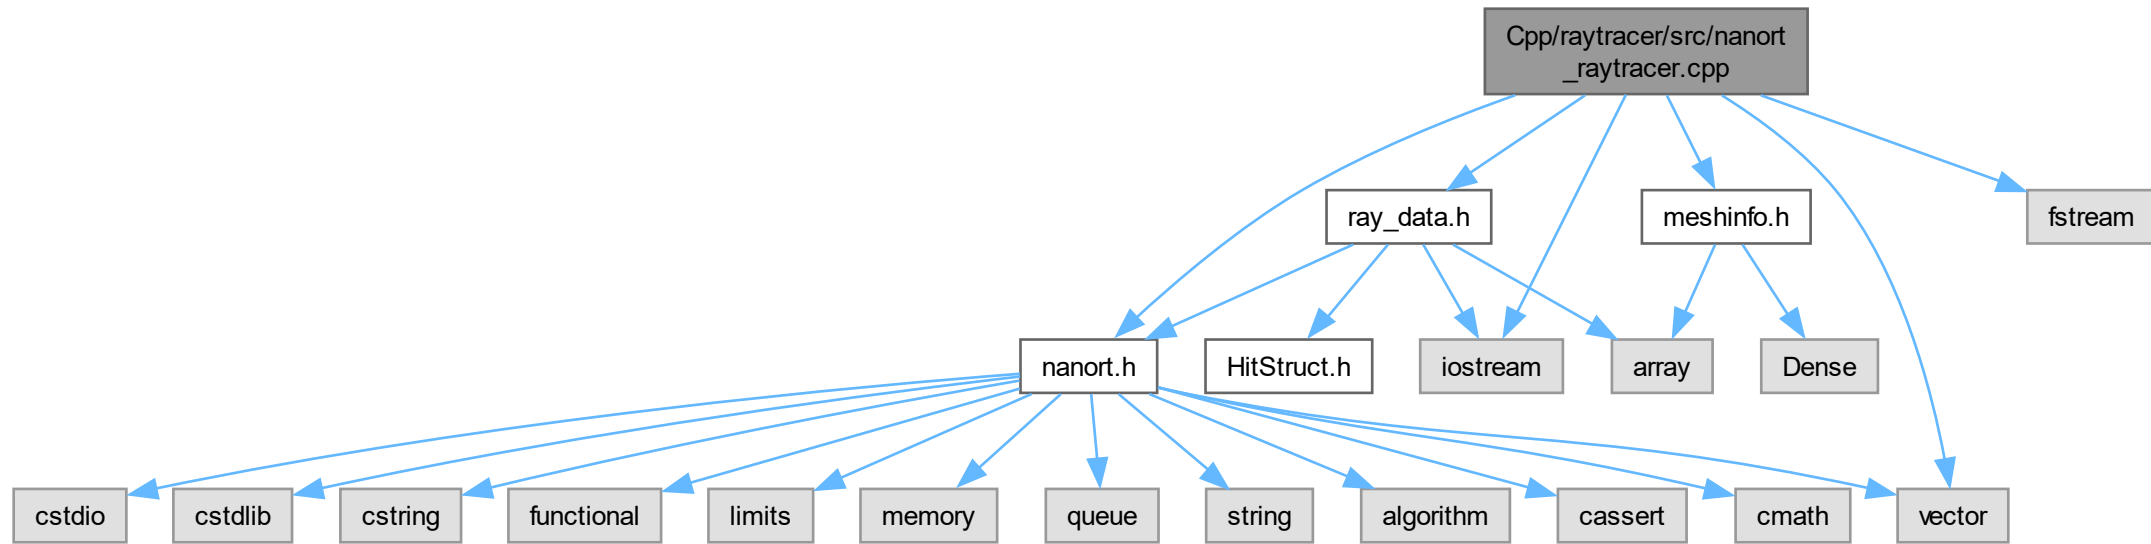 Cpp/raytracer/src/nanort
_raytracer.cpp
ray_data.h
meshinfo.h
fstream
nanort.h
HitStruct.h
iostream
array
Dense
cstdio
cstdlib
cstring
functional
limits
memory
queue
string
algorithm
cassert
cmath
vector